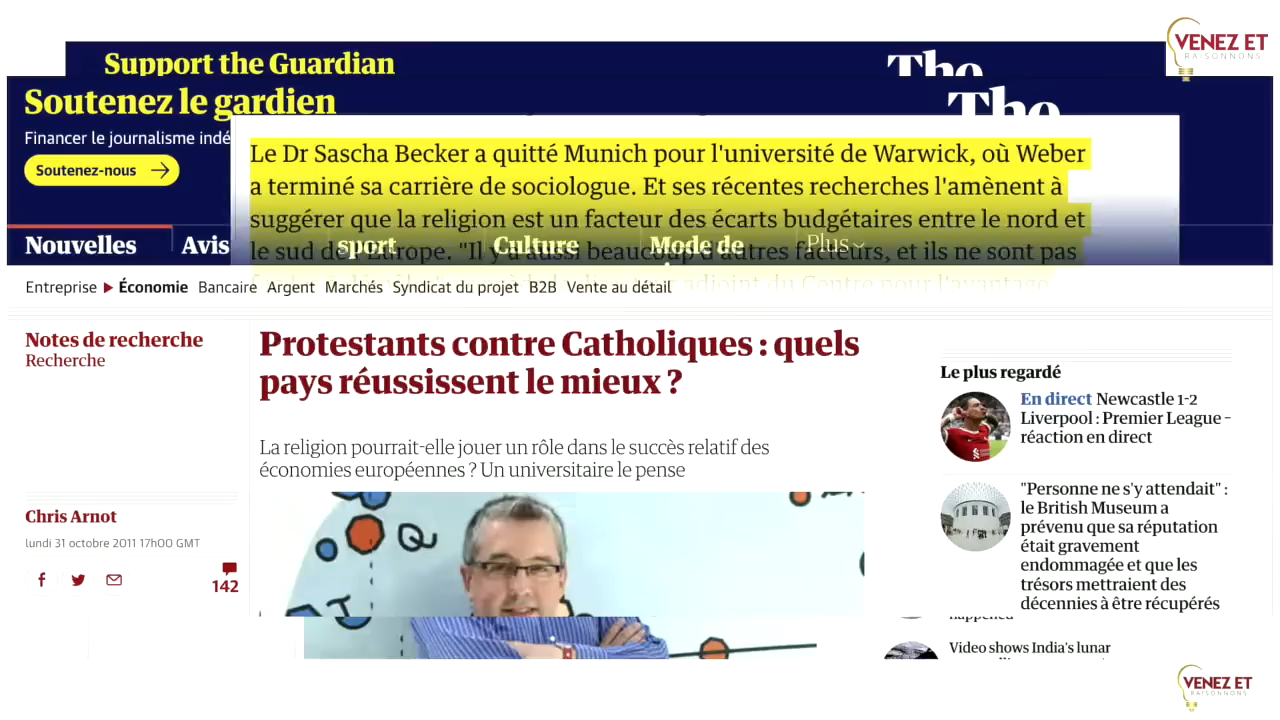 VENEZ ET
RAISONNONS
Support the Guardian
The
Soutenez le gardien
The
Financer le journalisme indé
Soutenez-nous
Le Dr Sascha Becker a quitté Munich pour l'université de Warwick, où Weber
a terminé sa carrière de sociologue. Et ses récentes recherches l'amènent à
suggérer que la religion est un facteur des écarts budgétaires entre le nord et
le sud de l'Europe. "Il y a aussi beaucoup d'autres facteurs, et ils ne sont pas
adjoint du Centre pour l'avantage
Nouvelles Avis sport Culture Mode de Plus
Entreprise Économie Bancaire Argent Marchés Syndicat du projet B2B Vente au détail
Notes de recherche
Recherche
Protestants contre Catholiques : quels
pays réussissent le mieux ?
La religion pourrait-elle jouer un rôle dans le succès relatif des
économies européennes ? Un universitaire le pense
Chris Arnot
lundi 31 octobre 2011 17h00 GMT
142
Le plus regardé
En direct Newcastle 1-2
Liverpool : Premier League –
réaction en direct
"Personne ne s'y attendait" :
le British Museum a
prévenu que sa réputation
était gravement
endommagée et que les
trésors mettraient des
décennies à être récupérés
happened
Video shows India's lunar
VENEZ ET
RAISONNONS